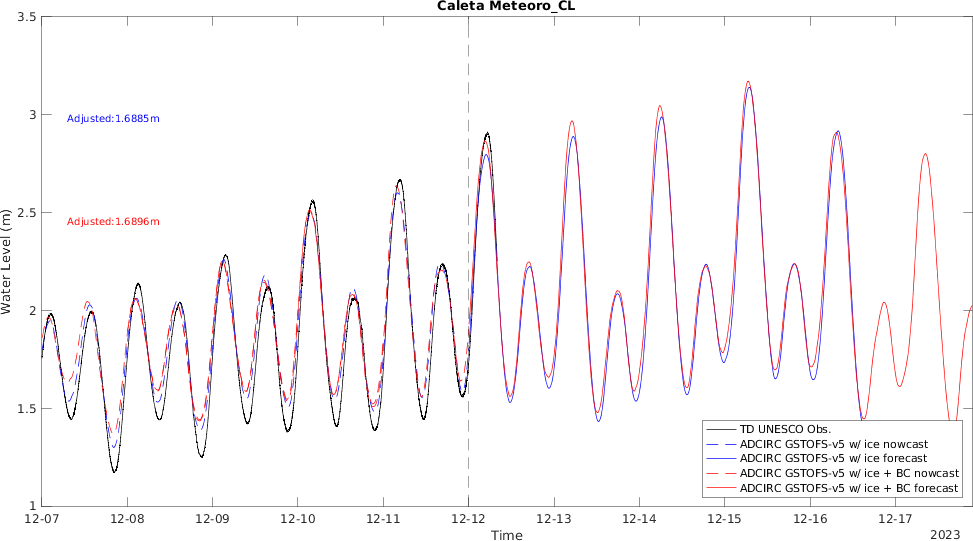 Caleta Meteoro_CL
3.5
3
2.5
2
1.5
1
Water Level (m)
Adjusted:1.6885m
Adjusted:1.6896m
TD UNESCO Obs.
ADCIRC GSTOFS-v5 w/ ice nowcast
ADCIRC GSTOFS-v5 w/ ice forecast
ADCIRC GSTOFS-v5 w/ ice + BC nowcast
ADCIRC GSTOFS-v5 w/ ice + BC forecast
12-07 12-08 12-09 12-10 12-11 12-12 12-13 12-14 12-15 12-16 12-17
Time
2023